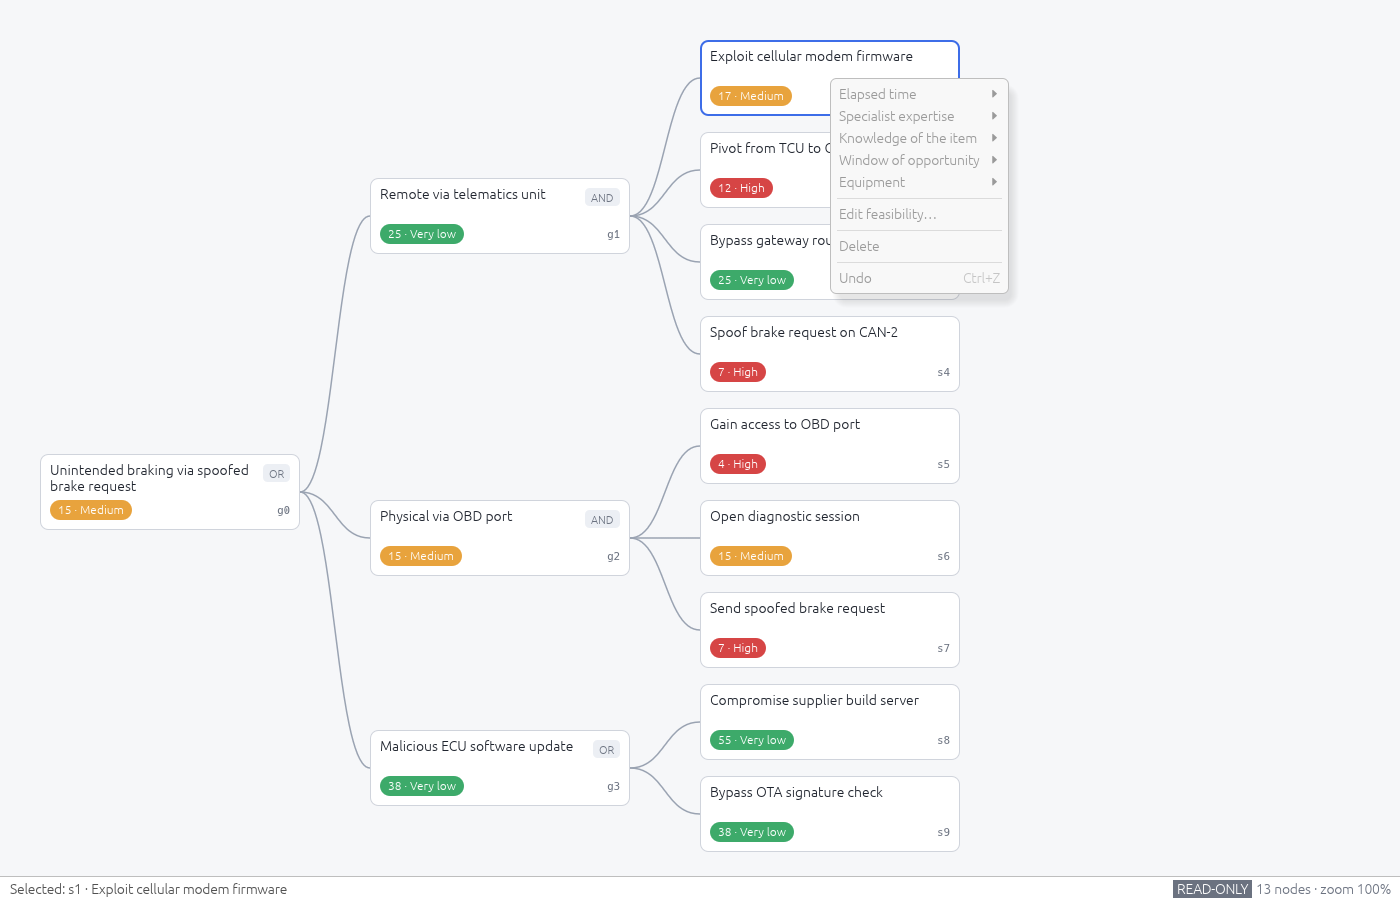 Exploit cellular modem firmware
17 · Medium
Elapsed time
Specialist expertise
Knowledge of the item
Window of opportunity
Equipment
Edit feasibility…
Delete
Undo Ctrl+Z
Pivot from TCU to
12 · High
Bypass gateway
25 · Very low
Spoof brake request on CAN-2
7 · High s4
Remote via telematics unit AND
25 · Very low g1
Gain access to OBD port
4 · High s5
Unintended braking via spoofed
brake request OR
15 · Medium g0
Physical via OBD port AND
15 · Medium g2
Open diagnostic session
15 · Medium s6
Send spoofed brake request
7 · High s7
Malicious ECU software update OR
38 · Very low g3
Compromise supplier build server
55 · Very low s8
Bypass OTA signature check
38 · Very low s9
Selected: s1 · Exploit cellular modem firmware
READ-ONLY 13 nodes · zoom 100%